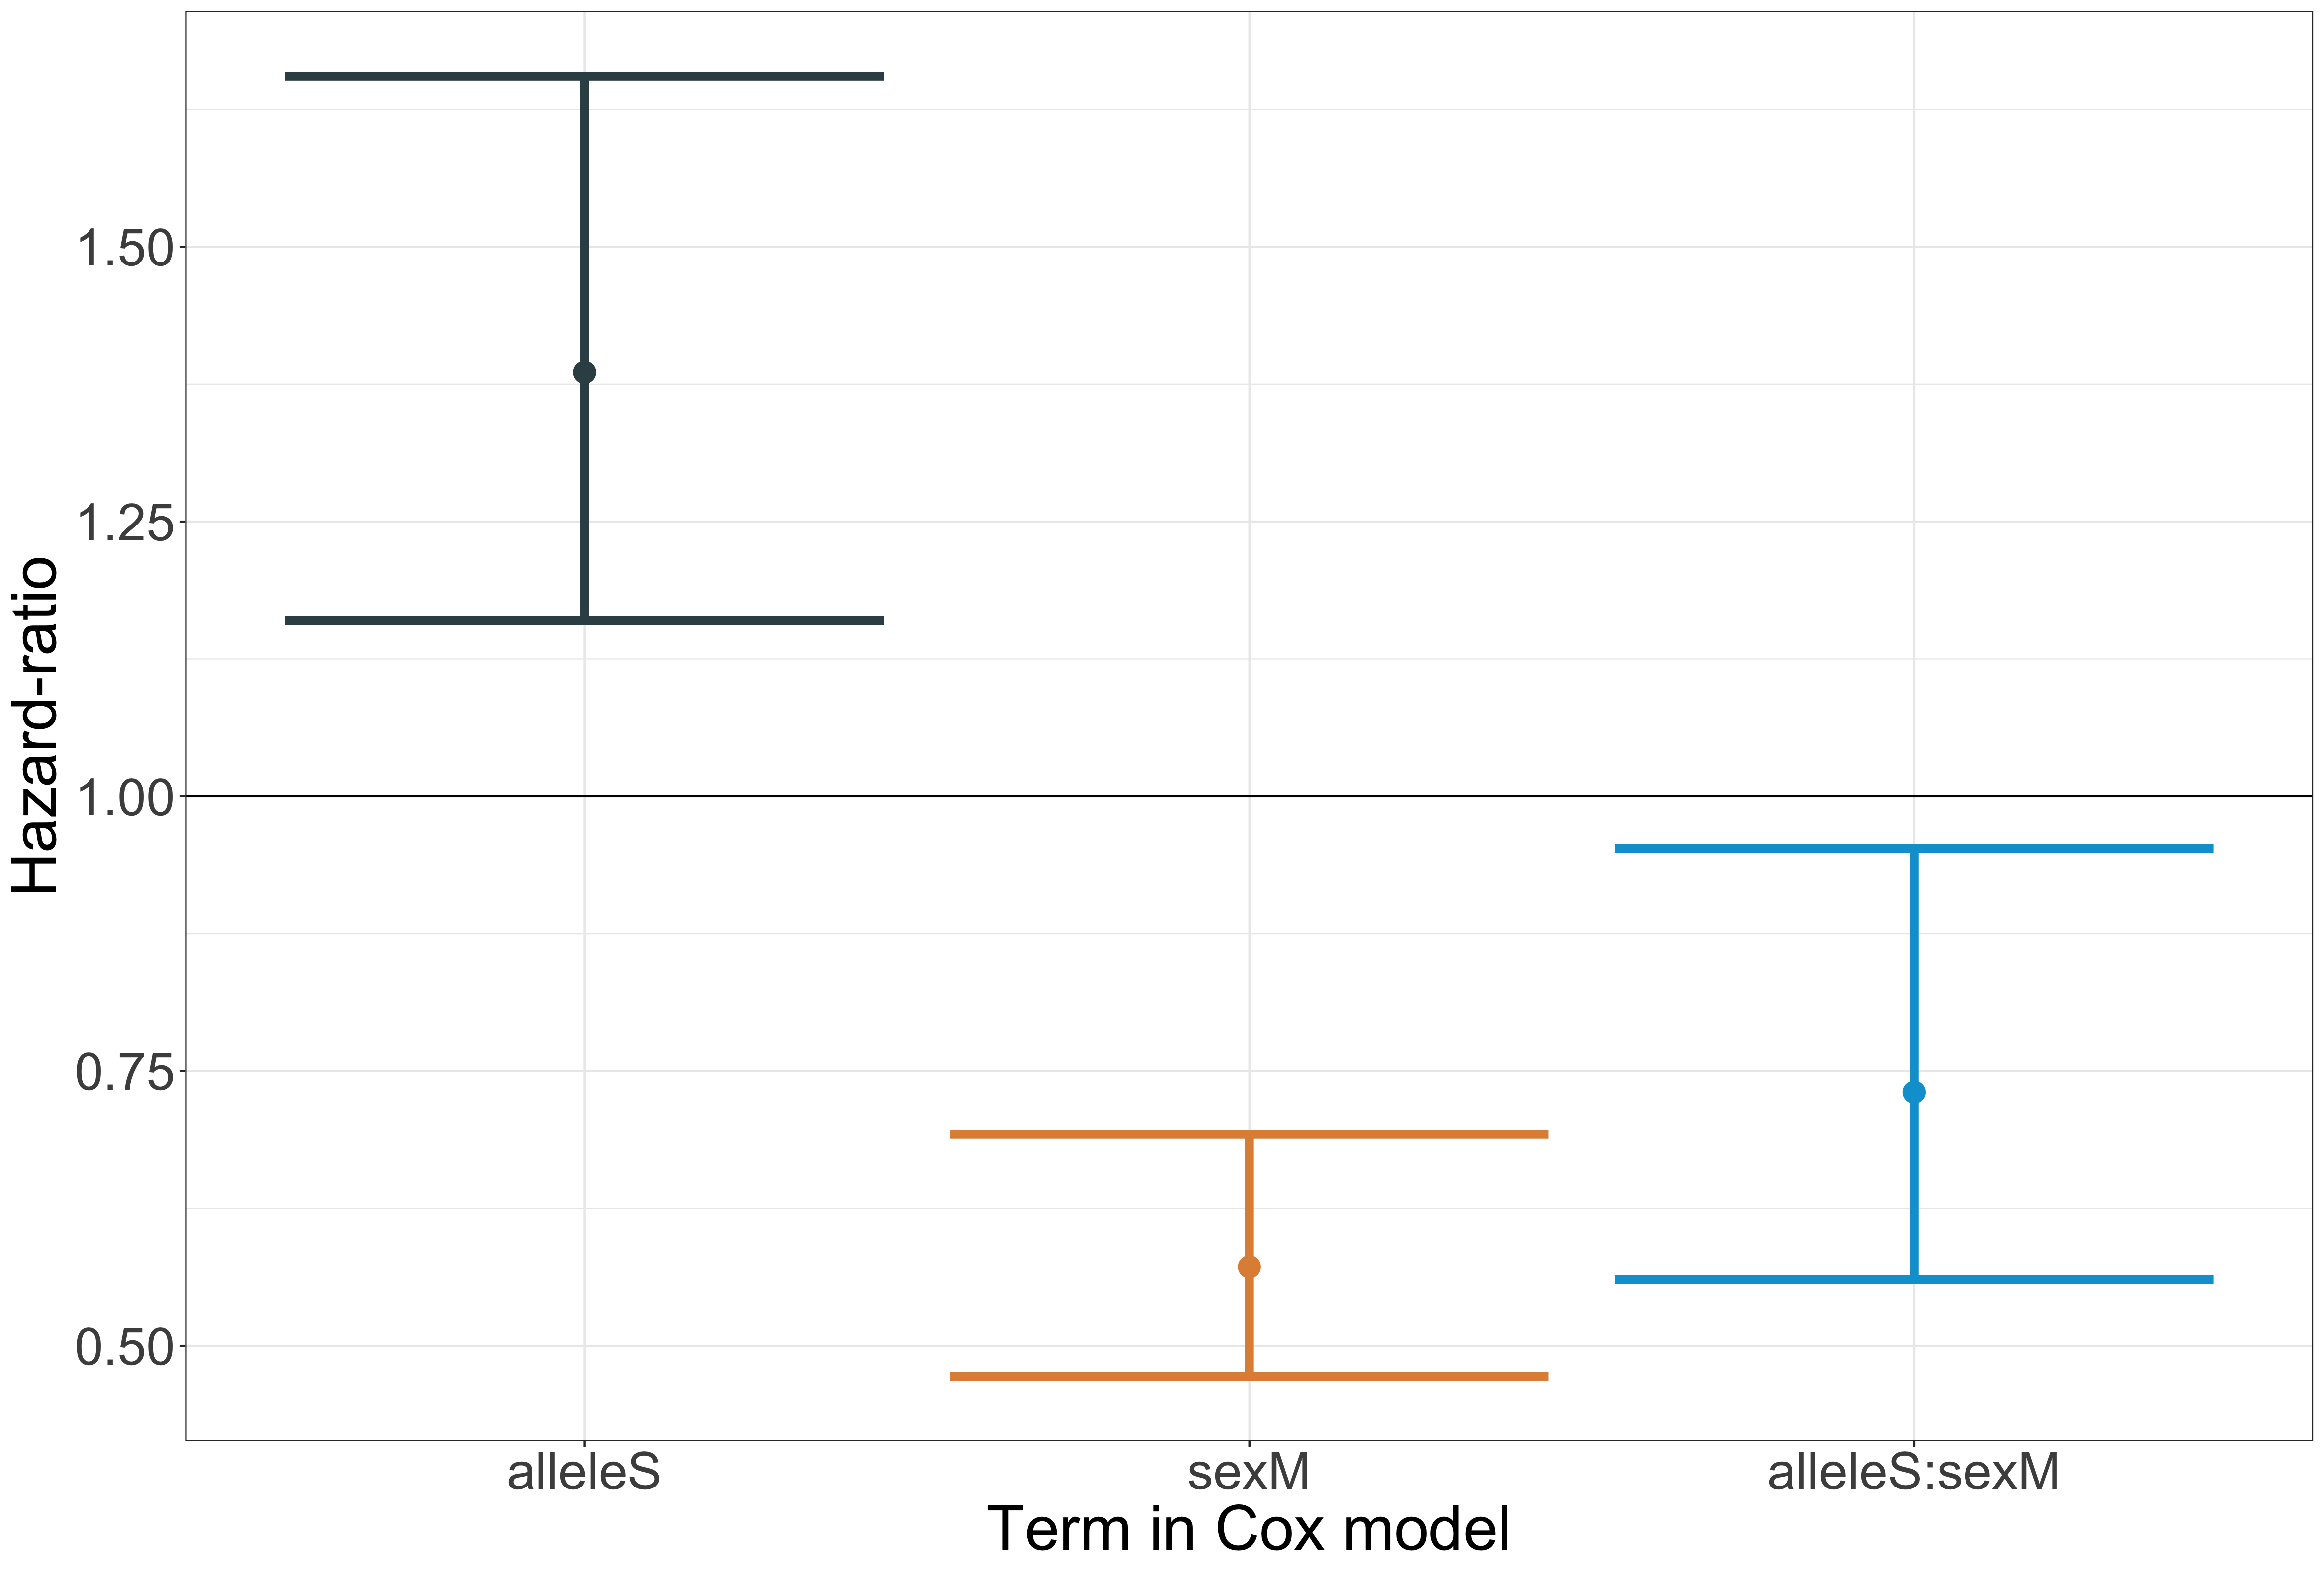 Hazard-ratio
1.50
1.25
1.00
0.75
0.50
alleleS
sexM
alleleS:sexM
Term in Cox model